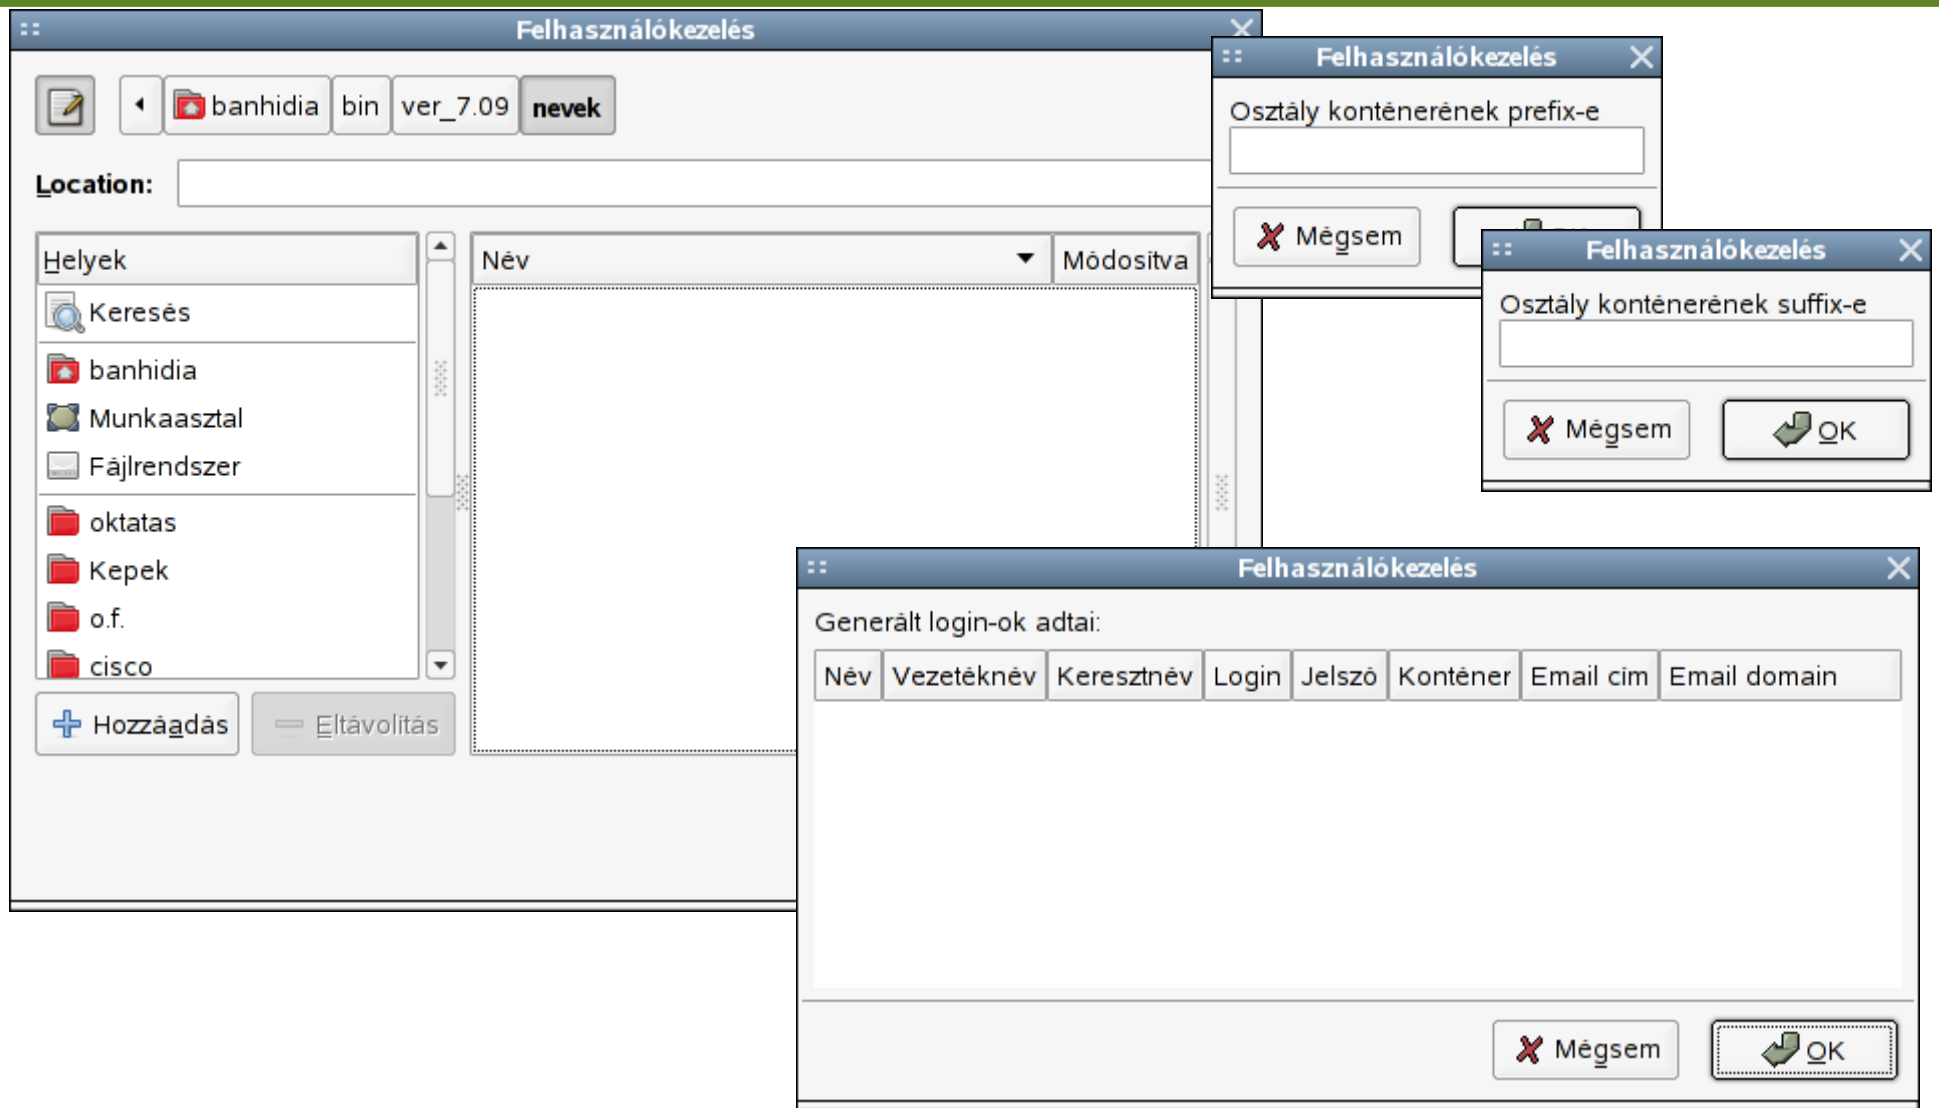 Felhasználókezelés
banhidia bin ver_7.09 nevek
Location:
Helyek
Keresés
banhidia
Munkaasztal
Fájlrendszer
oktatas
Kepek
o.f.
cisco
Hozzáadás Eltávolítás
Név Módosítva
Felhasználókezelés
Osztály konténerének prefix-e
Mégsem
Felhasználókezelés
Osztály konténerének suffix-e
Mégsem OK
Felhasználókezelés
Generált login-ok adtai:
Név Vezetéknév Keresztnév Login Jelszó Konténer Email cím Email domain
Mégsem OK